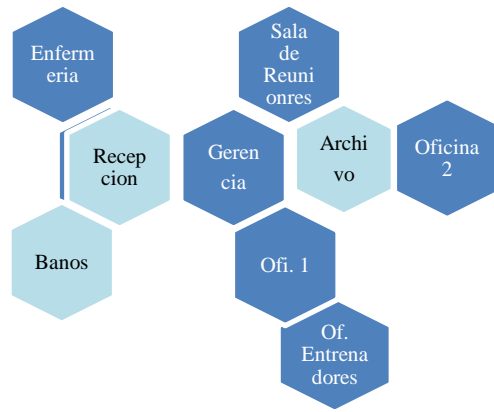 Enferm
eria
Sala
de
Reuni
onres
Recep
cion
Geren
cia
Archi
vo
Oficina
2
Banos
Ofi. 1
Of.
Entrena
dores